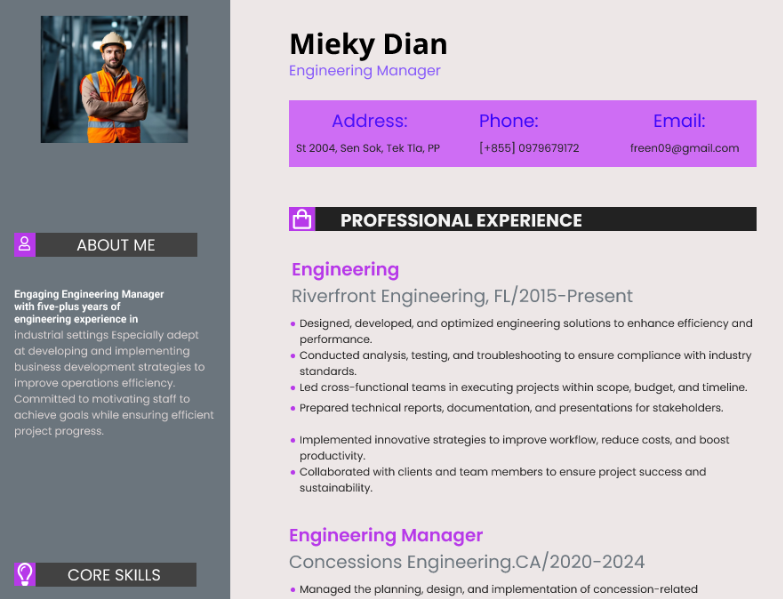 Mieky Dian
Engineering Manager
Address:
St 2004, Sen Sok, Tek Tla, PP
Phone:
[+855] 0979679172
Email:
freen09@gmail.com
ABOUT ME
Engaging Engineering Manager
with five-plus years of
engineering experience in
industrial settings Especially adept
at developing and implementing
business development strategies to
improve operations efficiency.
Committed to motivating staff to
achieve goals while ensuring efficient
project progress.
CORE SKILLS
PROFESSIONAL EXPERIENCE
Engineering
Riverfront Engineering, FL/2015-Present
• Designed, developed, and optimized engineering solutions to enhance efficiency and
performance.
• Conducted analysis, testing, and troubleshooting to ensure compliance with industry
standards.
• Led cross-functional teams in executing projects within scope, budget, and timeline.
• Prepared technical reports, documentation, and presentations for stakeholders.
• Implemented innovative strategies to improve workflow, reduce costs, and boost
productivity.
• Collaborated with clients and team members to ensure project success and
sustainability.
Engineering Manager
Concessions Engineering.CA/2020-2024
• Managed the planning, design, and implementation of concession-related